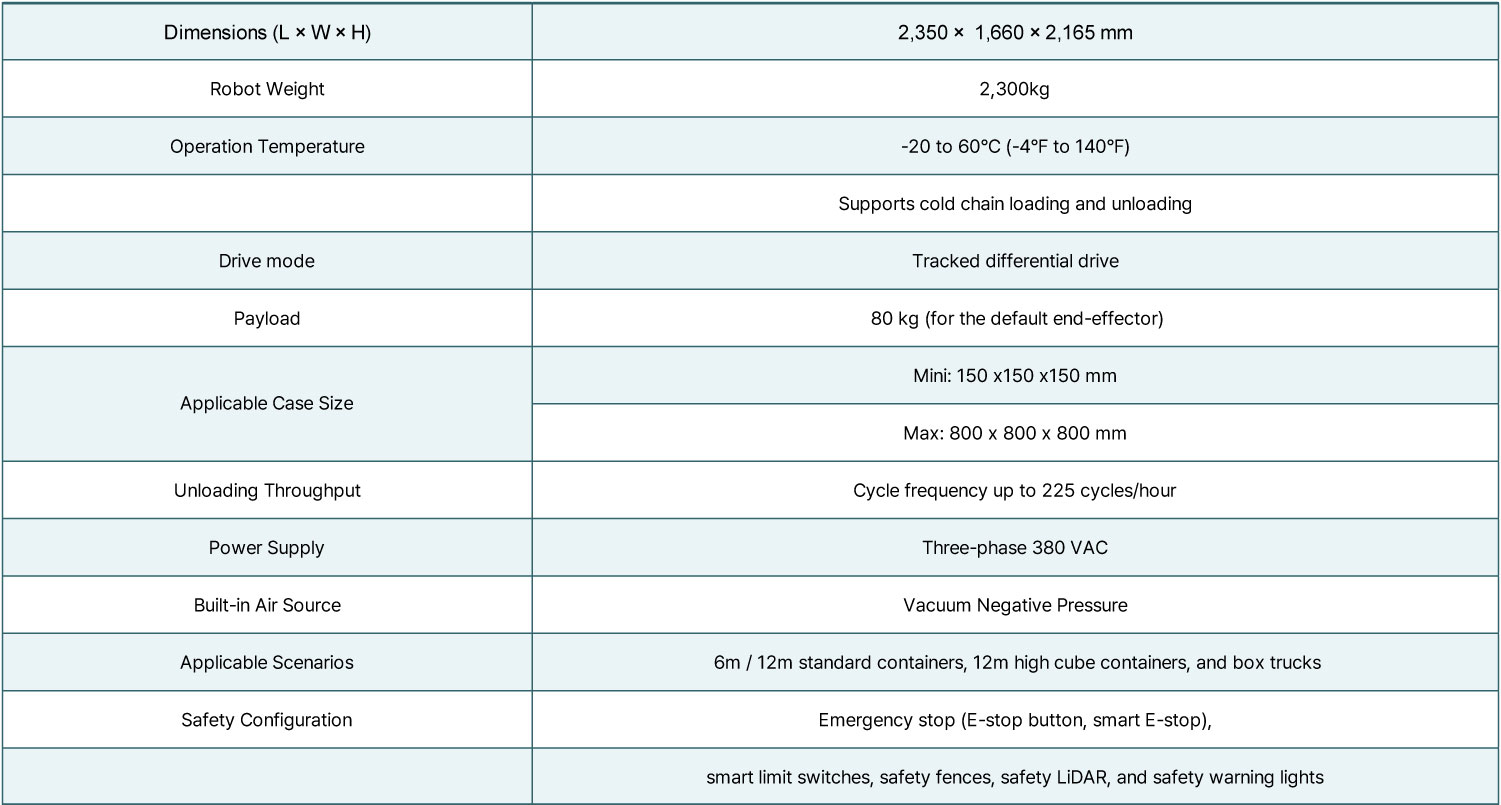 Dimensions (L × W × H) 2,350 × 1,660 × 2,165 mm
Robot Weight 2,300kg
Operation Temperature -20 to 60°C (-4°F to 140°F)
Supports cold chain loading and unloading
Drive mode Tracked differential drive
Payload 80 kg (for the default end-effector)
Applicable Case Size
Mini: 150 x150 x150 mm
Max: 800 x 800 x 800 mm
Unloading Throughput Cycle frequency up to 225 cycles/hour
Power Supply Three-phase 380 VAC
Built-in Air Source Vacuum Negative Pressure
Applicable Scenarios 6m / 12m standard containers, 12m high cube containers, and box trucks
Safety Configuration Emergency stop (E-stop button, smart E-stop),
smart limit switches, safety fences, safety LiDAR, and safety warning lights